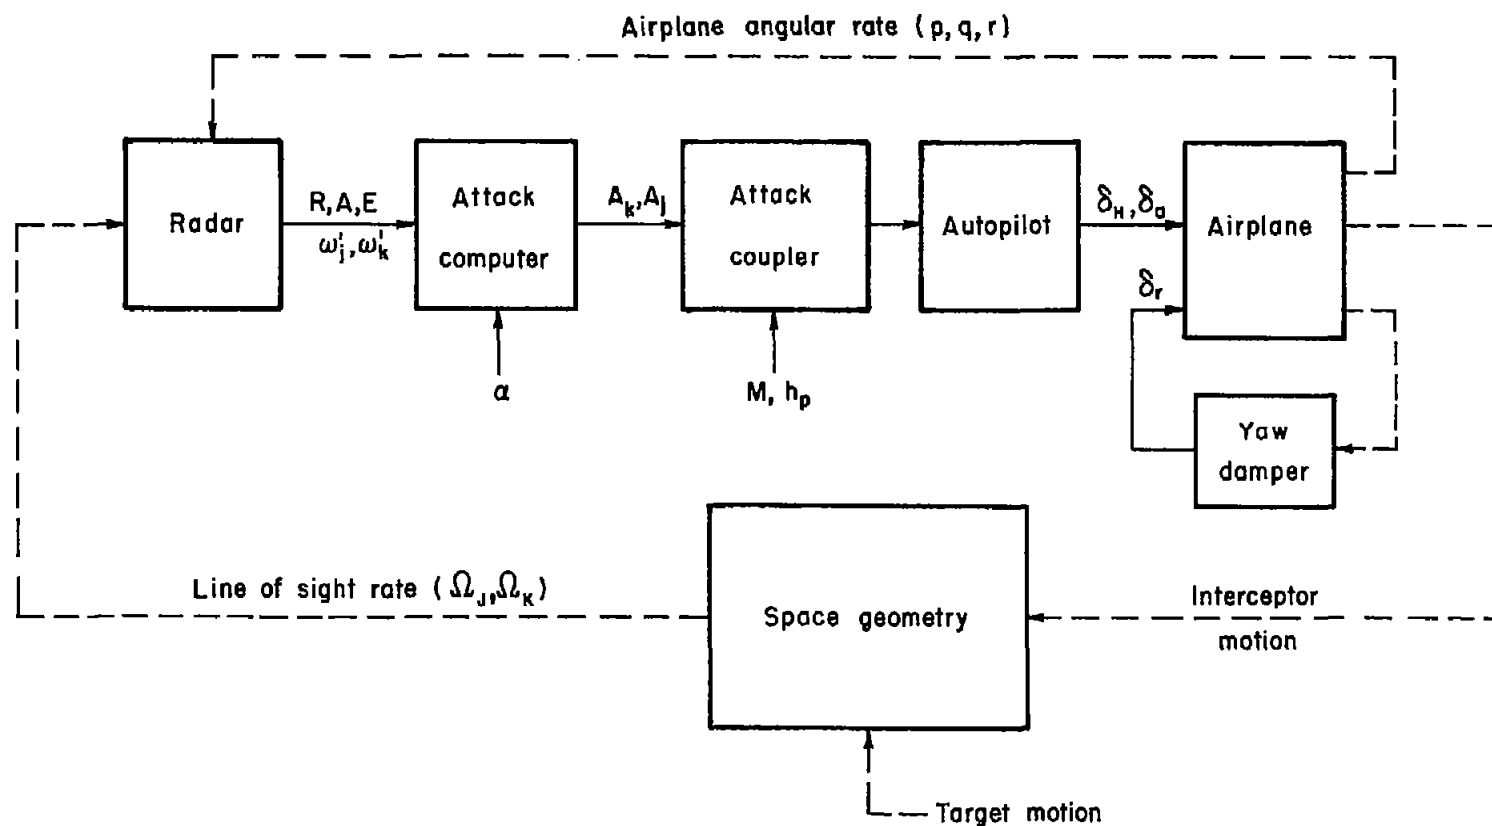 Airplane angular rate (p, q, r)
Radar
R, A, E
ω'j, ω'k
Attack
computer
α
Ak, Aj
Attack
coupler
M, hp
Autopilot
δH, δa
δr
Airplane
Yaw
damper
Line of sight rate (ΩJ, ΩK)
Space geometry
Interceptor
motion
Target motion